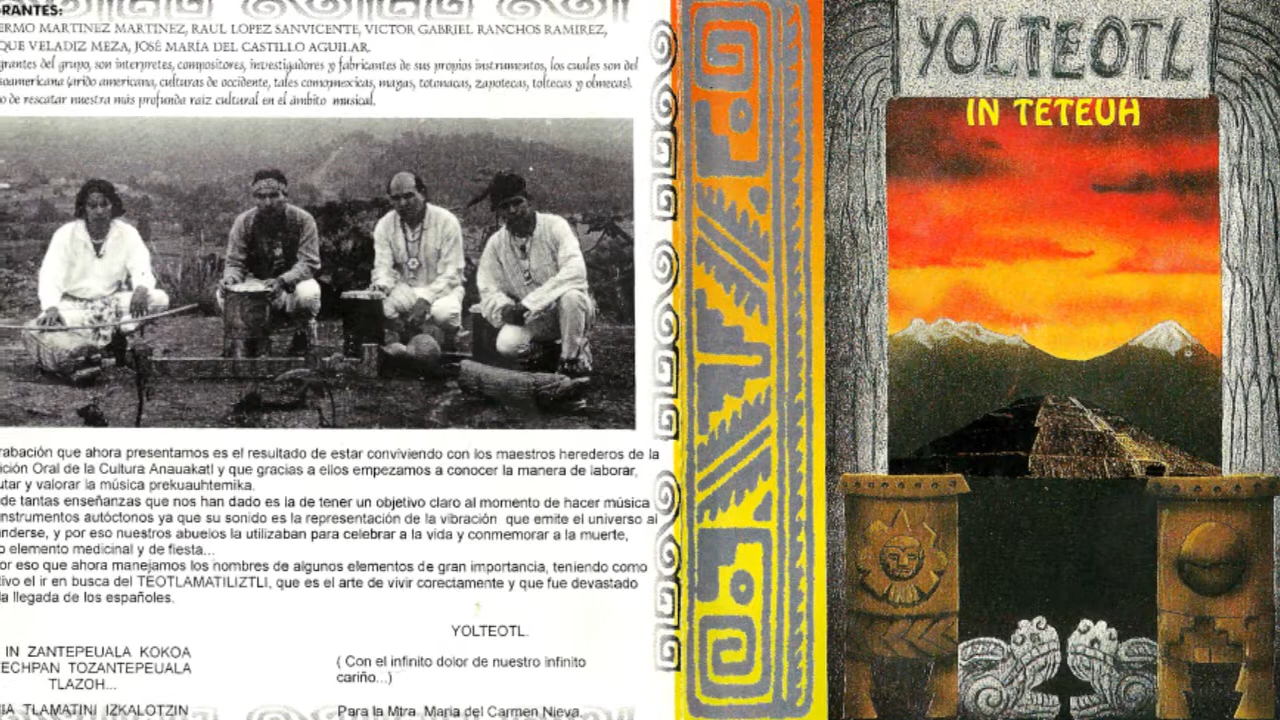 GRANTES:
ERMO MARTINEZ MARTINEZ, RAUL LOPEZ SANVICENTE, VICTOR GABRIEL RANCHOS RAMIREZ,
QUE VELADIZ MEZA, JOSÉ MARÍA DEL CASTILLO AGUILAR.
grantes del grupo, son interpretes, compositores, investigadores y fabricantes de sus propios instrumentos, los cuales son del
soamericana (arido americana, culturas de occidente, tales comomexicas, mayas, totonacas, zapotecas, toltecas y olmecas).
o de rescatar nuestra más profunda raiz cultural en el ámbito musical.
rabación que ahora presentamos es el resultado de estar conviviendo con los maestros herederos de la
ición Oral de la Cultura Anauakatl y que gracias a ellos empezamos a conocer la manera de laborar,
utar y valorar la música prekuauhtemika.
de tantas enseñanzas que nos han dado es la de tener un objetivo claro al momento de hacer música
instrumentos autóctonos ya que su sonido es la representación de la vibración que emite el universo al
nderse, y por eso nuestros abuelos la utilizaban para celebrar a la vida y conmemorar a la muerte,
o elemento medicinal y de fiesta...
or eso que ahora manejamos los nombres de algunos elementos de gran importancia, teniendo como
tivo el ir en busca del TEOTLAMATILIZTLI, que es el arte de vivir corectamente y que fue devastado
la llegada de los españoles.
YOLTEOTL.
IN ZANTEPEUALA KOKOA
ECHPAN TOZANTEPEUALA
TLAZOH...
IA TLAMATINI IZKALOTZIN
( Con el infinito dolor de nuestro infinito
cariño...)
Para la Mtra. Maria del Carmen Nieva.
YOLTEOTL
IN TETEUH